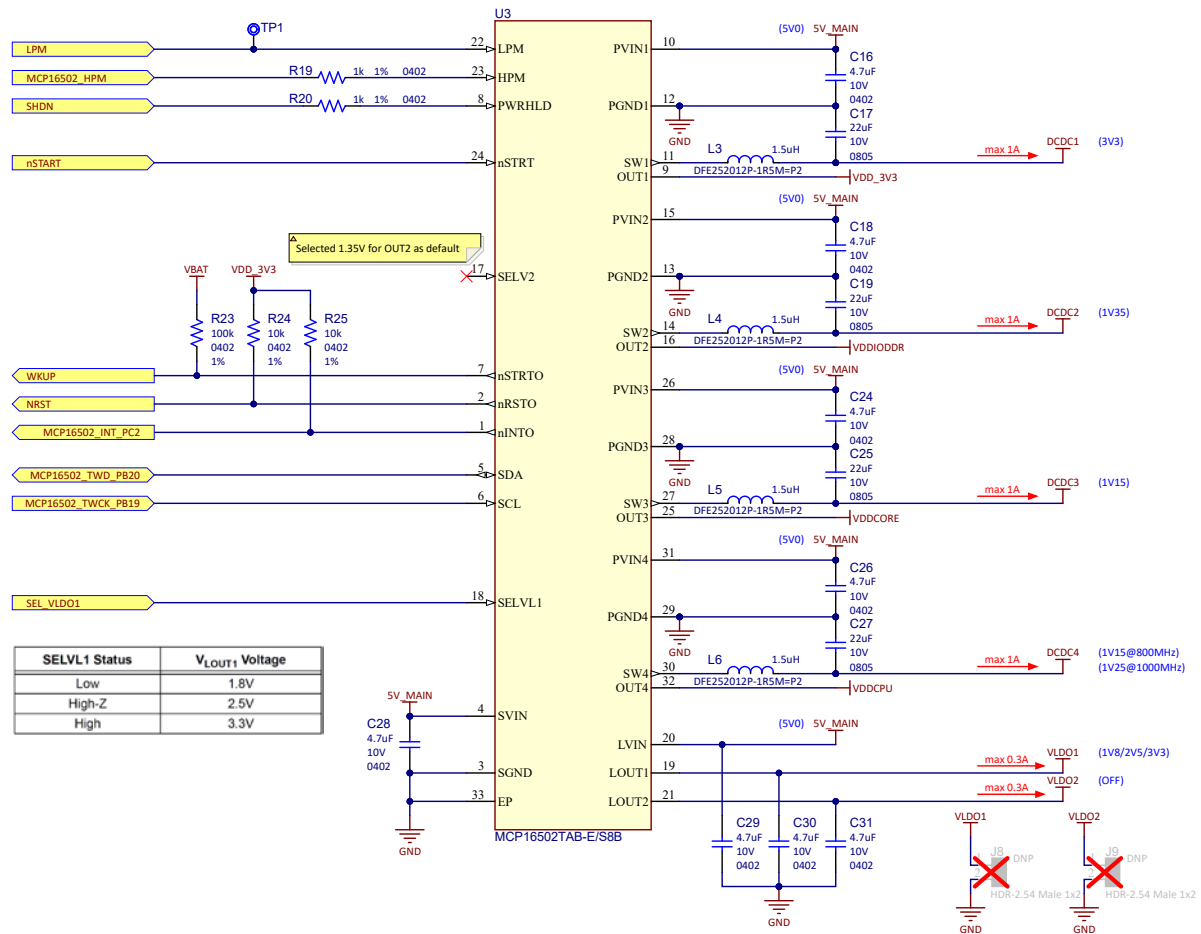 U3
TP1
LPM
22
LPM
MCP16502_HPM
R19
1k 1% 0402
23
HPM
SHDN
R20
1k 1% 0402
8
PWRHLD
nSTART
24
nSTRT
Selected 1.35V for OUT2 as default
17
SELV2
VBAT
VDD_3V3
R23
100k
0402
1%
R24
10k
0402
1%
R25
10k
0402
1%
WKUP
7
nSTRTO
NRST
2
nRSTO
MCP16502_INT_PC2
1
nINTO
MCP16502_TWD_PB20
5
SDA
MCP16502_TWCK_PB19
6
SCL
SEL_VLDO1
18
SELVL1
SELVL1 Status VLOUT1 Voltage
Low 1.8V
High-Z 2.5V
High 3.3V
5V_MAIN
C28
4.7uF
10V
0402
4
SVIN
3
SGND
33
EP
GND
MCP16502TAB-E/S8B
PVIN1
10
(5V0) 5V_MAIN
C16
4.7uF
10V
0402
PGND1
12
GND
C17
22uF
10V
0805
SW1
11
L3
1.5uH
DFE252012P-1R5M=P2
max 1A
DCDC1
(3V3)
OUT1
9
VDD_3V3
PVIN2
15
(5V0) 5V_MAIN
C18
4.7uF
10V
0402
PGND2
13
GND
C19
22uF
10V
0805
SW2
14
L4
1.5uH
DFE252012P-1R5M=P2
max 1A
DCDC2
(1V35)
OUT2
16
VDDIODDR
PVIN3
26
(5V0) 5V_MAIN
C24
4.7uF
10V
0402
PGND3
28
GND
C25
22uF
10V
0805
SW3
27
L5
1.5uH
DFE252012P-1R5M=P2
max 1A
DCDC3
(1V15)
OUT3
25
VDDCORE
PVIN4
31
(5V0) 5V_MAIN
C26
4.7uF
10V
0402
PGND4
29
GND
C27
22uF
10V
0805
SW4
30
L6
1.5uH
DFE252012P-1R5M=P2
max 1A
DCDC4
(1V15@800MHz)
(1V25@1000MHz)
OUT4
32
VDDCPU
LVIN
20
(5V0) 5V_MAIN
LOUT1
19
max 0.3A
VLDO1
(1V8/2V5/3V3)
LOUT2
21
max 0.3A
VLDO2
(OFF)
C29
4.7uF
10V
0402
C30
4.7uF
10V
0402
C31
4.7uF
10V
0402
GND
VLDO1
J8
DNP
1
2
HDR-2.54 Male 1x2
GND
VLDO2
J9
DNP
1
2
HDR-2.54 Male 1x2
GND